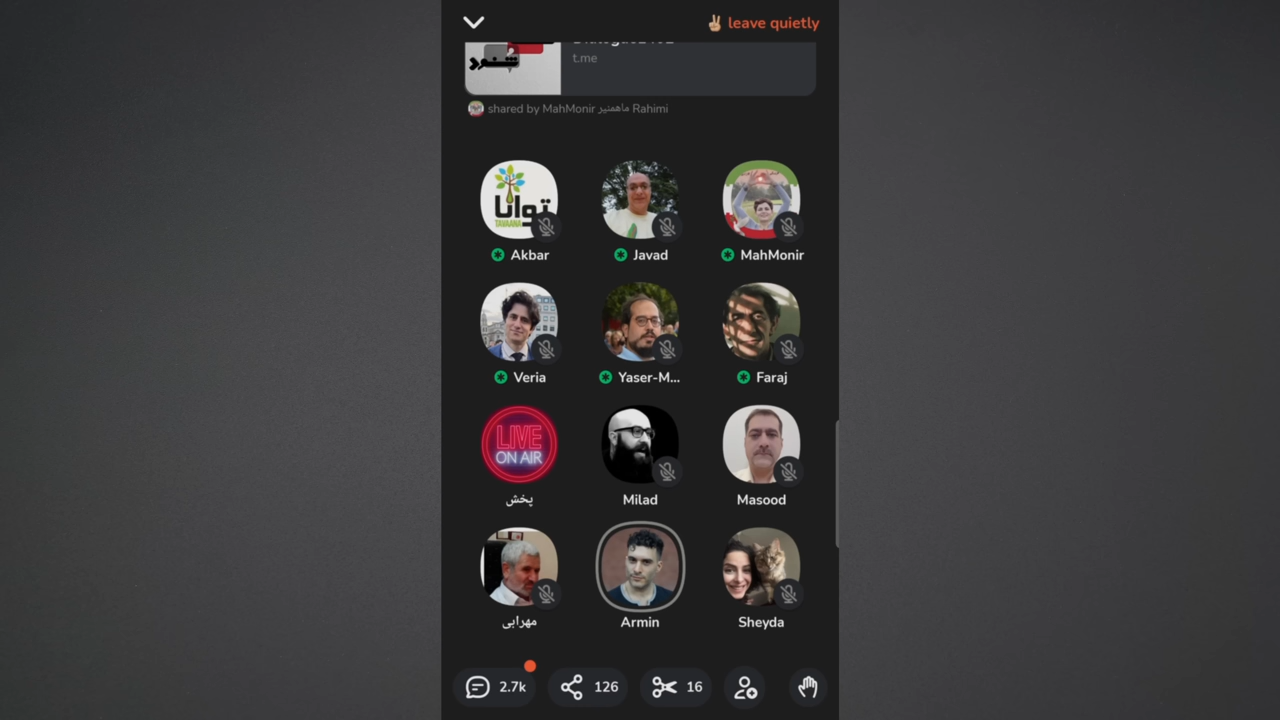 leave quietly
t.me
shared by MahMonir ماهمنیر Rahimi
توانا
TAVAANA
Akbar
Javad
MahMonir
Veria
Yaser-M...
Faraj
LIVE
ON AIR
پخش
Milad
Masood
مهرابی
Armin
Sheyda
2.7k
126
16